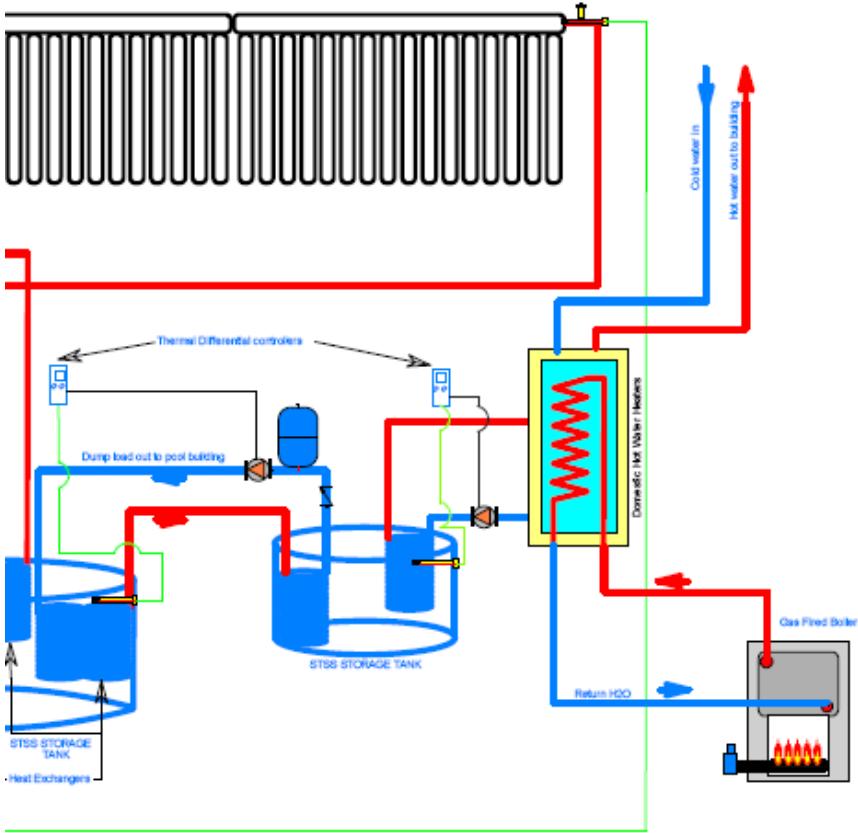 Cold water in
Hot water out to building
Thermal Differential controllers
Domestic Hot Water Heaters
Dump load out to pool building
Gas Fired Boiler
STSS STORAGE TANK
Return H2O
STSS STORAGE
TANK
Heat Exchangers